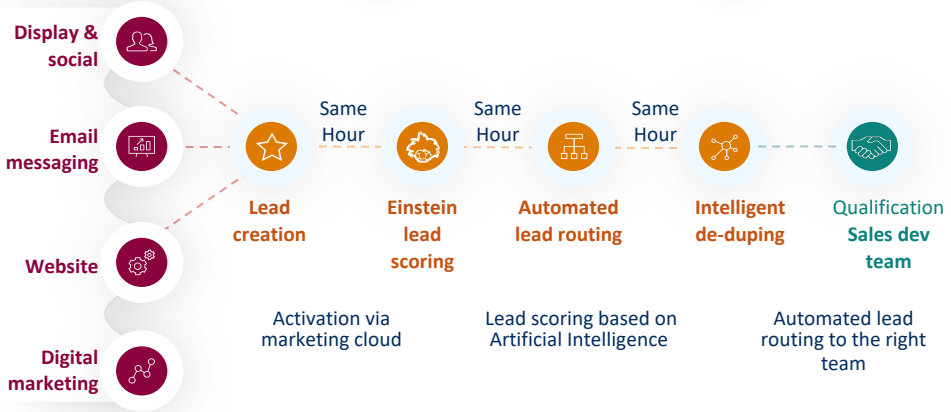 Display &
social
Email
messaging
Website
Digital
marketing
Same
Hour
Same
Hour
Same
Hour
Lead
creation
Einstein
lead
scoring
Automated
lead routing
Intelligent
de-duping
Qualification
Sales dev
team
Activation via
marketing cloud
Lead scoring based on
Artificial Intelligence
Automated lead
routing to the right
team